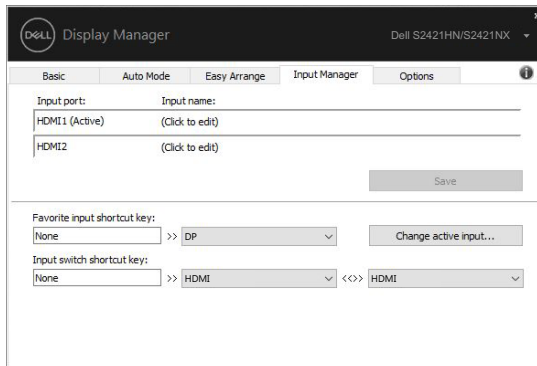 DELL Display Manager Dell S2421HN/S2421NX
Basic Auto Mode Easy Arrange Input Manager Options
Input port: Input name:
HDMI1 (Active) (Click to edit)
HDMI2 (Click to edit)
Save
Favorite input shortcut key:
None >> DP Change active input...
Input switch shortcut key:
None >> HDMI <<>> HDMI